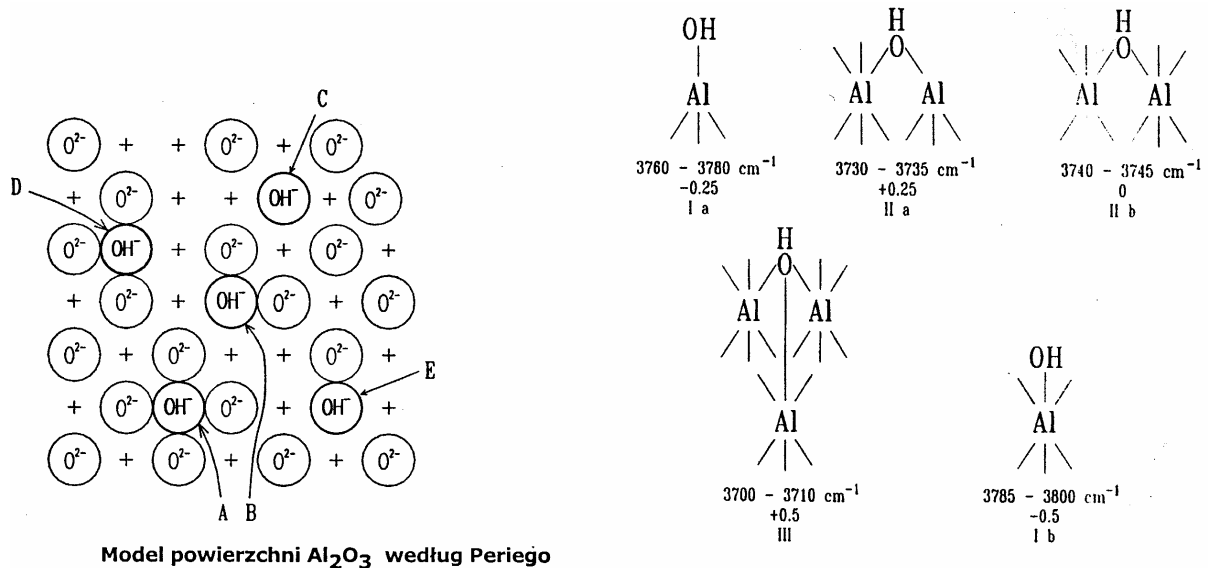 C
O²⁻ + + O²⁻ + O²⁻
D
+ O²⁻ + + OH⁻ + O²⁻
O²⁻ OH⁻ + O²⁻ + O²⁻ +
+ O²⁻ + OH⁻ O²⁻ + O²⁻
O²⁻ + O²⁻ + + O²⁻ +
E
+ O²⁻ OH⁻ O²⁻ + OH⁻ +
O²⁻ + O²⁻ + O²⁻ + O²⁻
A B
Model powierzchni Al₂O₃ według Periego
OH
Al
3760 – 3780 cm⁻¹
-0.25
I a
H
O
Al Al
3730 – 3735 cm⁻¹
+0.25
II a
H
O
Al Al
3740 – 3745 cm⁻¹
0
II b
H
O
Al Al
Al
3700 – 3710 cm⁻¹
+0.5
III
OH
Al
3785 – 3800 cm⁻¹
-0.5
I b